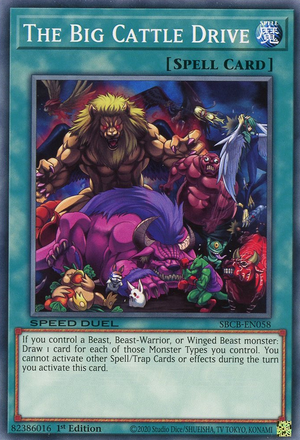 The Big Cattle Drive
SPELL
魔
[Spell Card]
SPEED DUEL
SBCB-EN058
If you control a Beast, Beast-Warrior, or Winged Beast monster:
Draw 1 card for each of those Monster Types you control. You
cannot activate other Spell/Trap Cards or effects during the turn
you activate this card.
82386016 1st Edition
©2020 Studio Dice/SHUEISHA, TV TOKYO, KONAMI